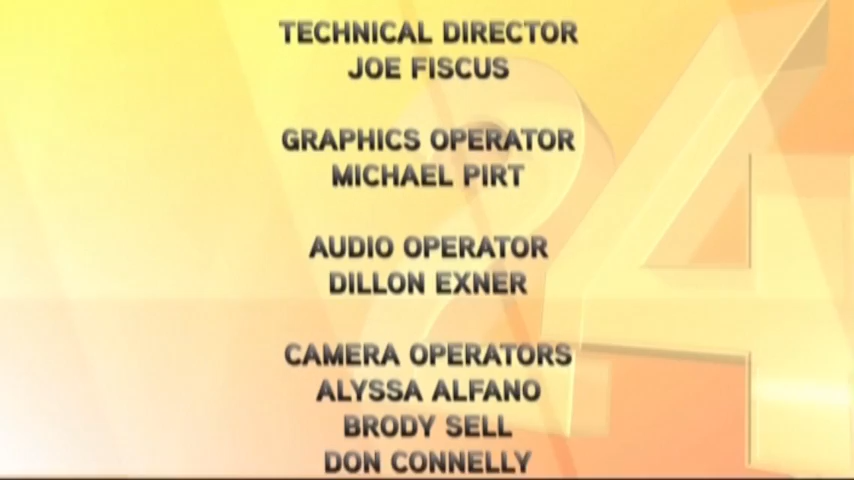 TECHNICAL DIRECTOR
JOE FISCUS
GRAPHICS OPERATOR
MICHAEL PIRT
AUDIO OPERATOR
DILLON EXNER
CAMERA OPERATORS
ALYSSA ALFANO
BRODY SELL
DON CONNELLY
24